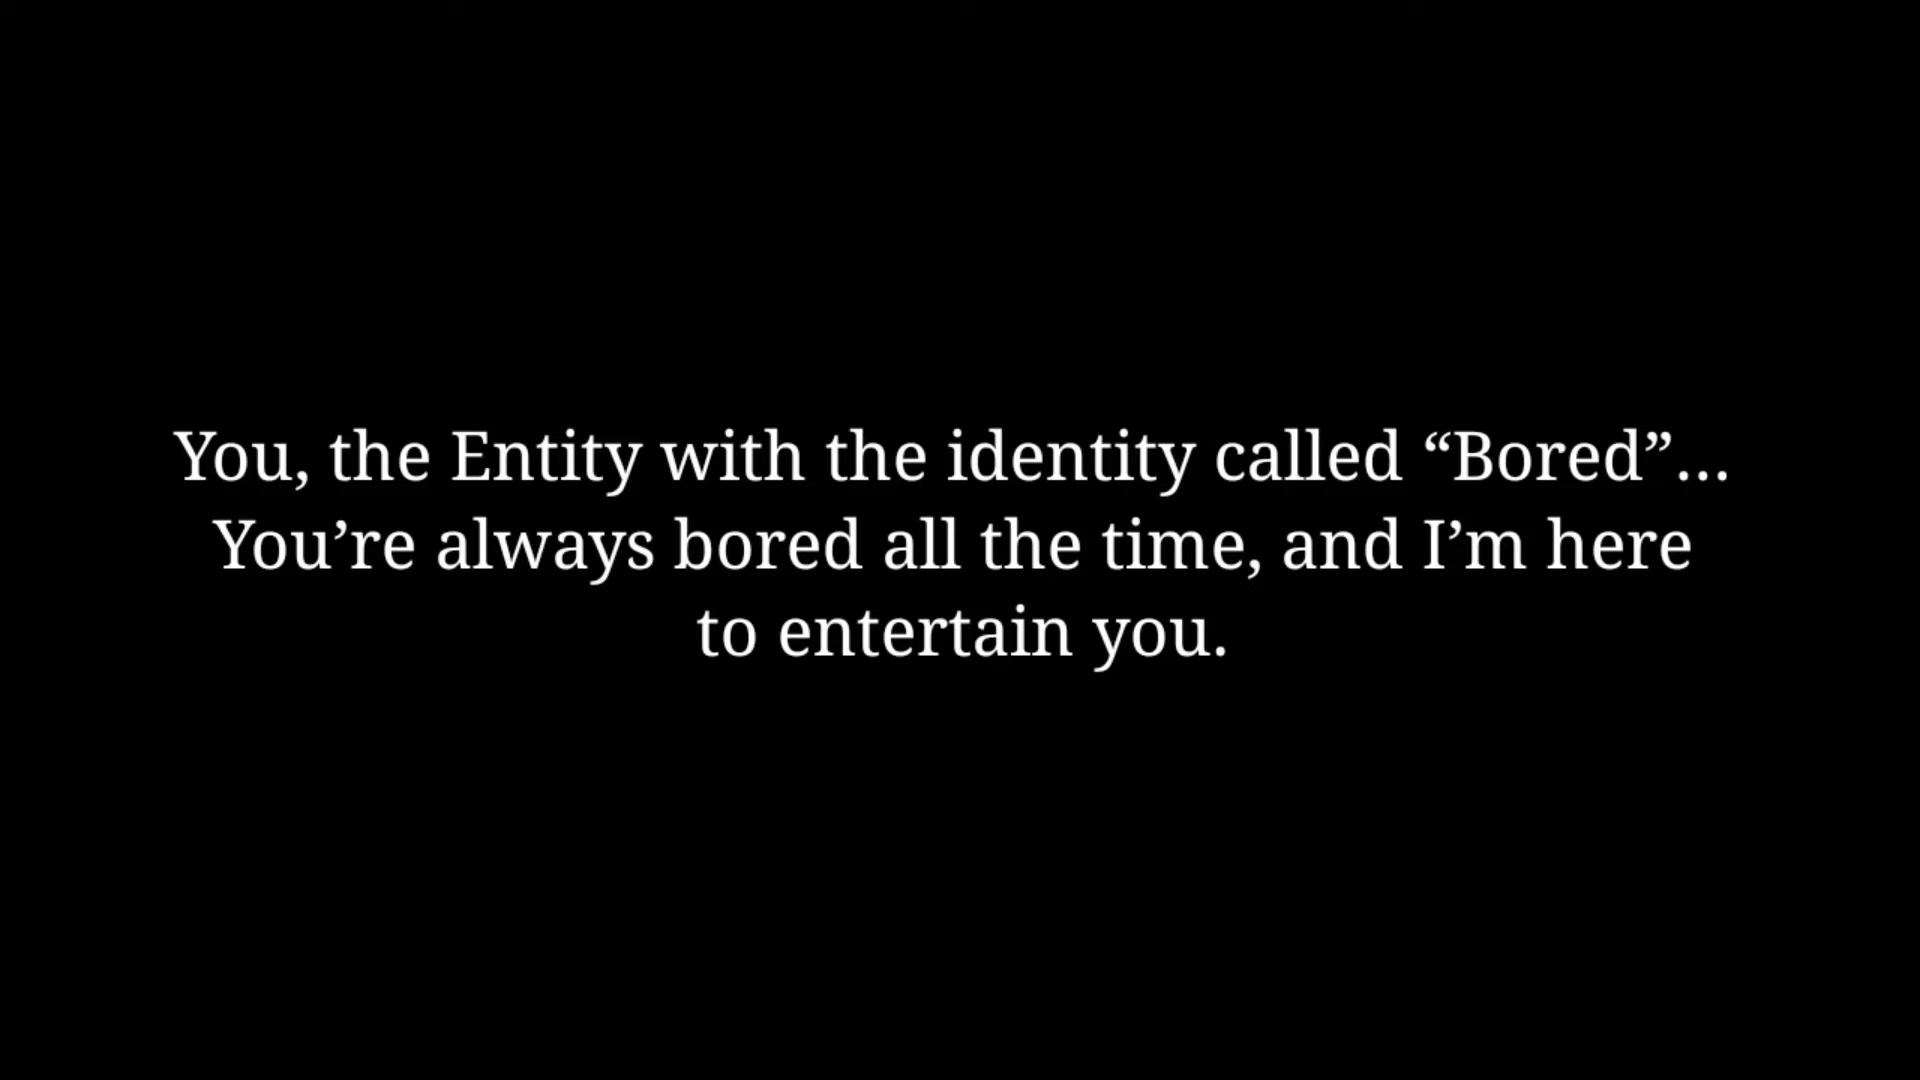 You, the Entity with the identity called “Bored”...
You’re always bored all the time, and I’m here
to entertain you.